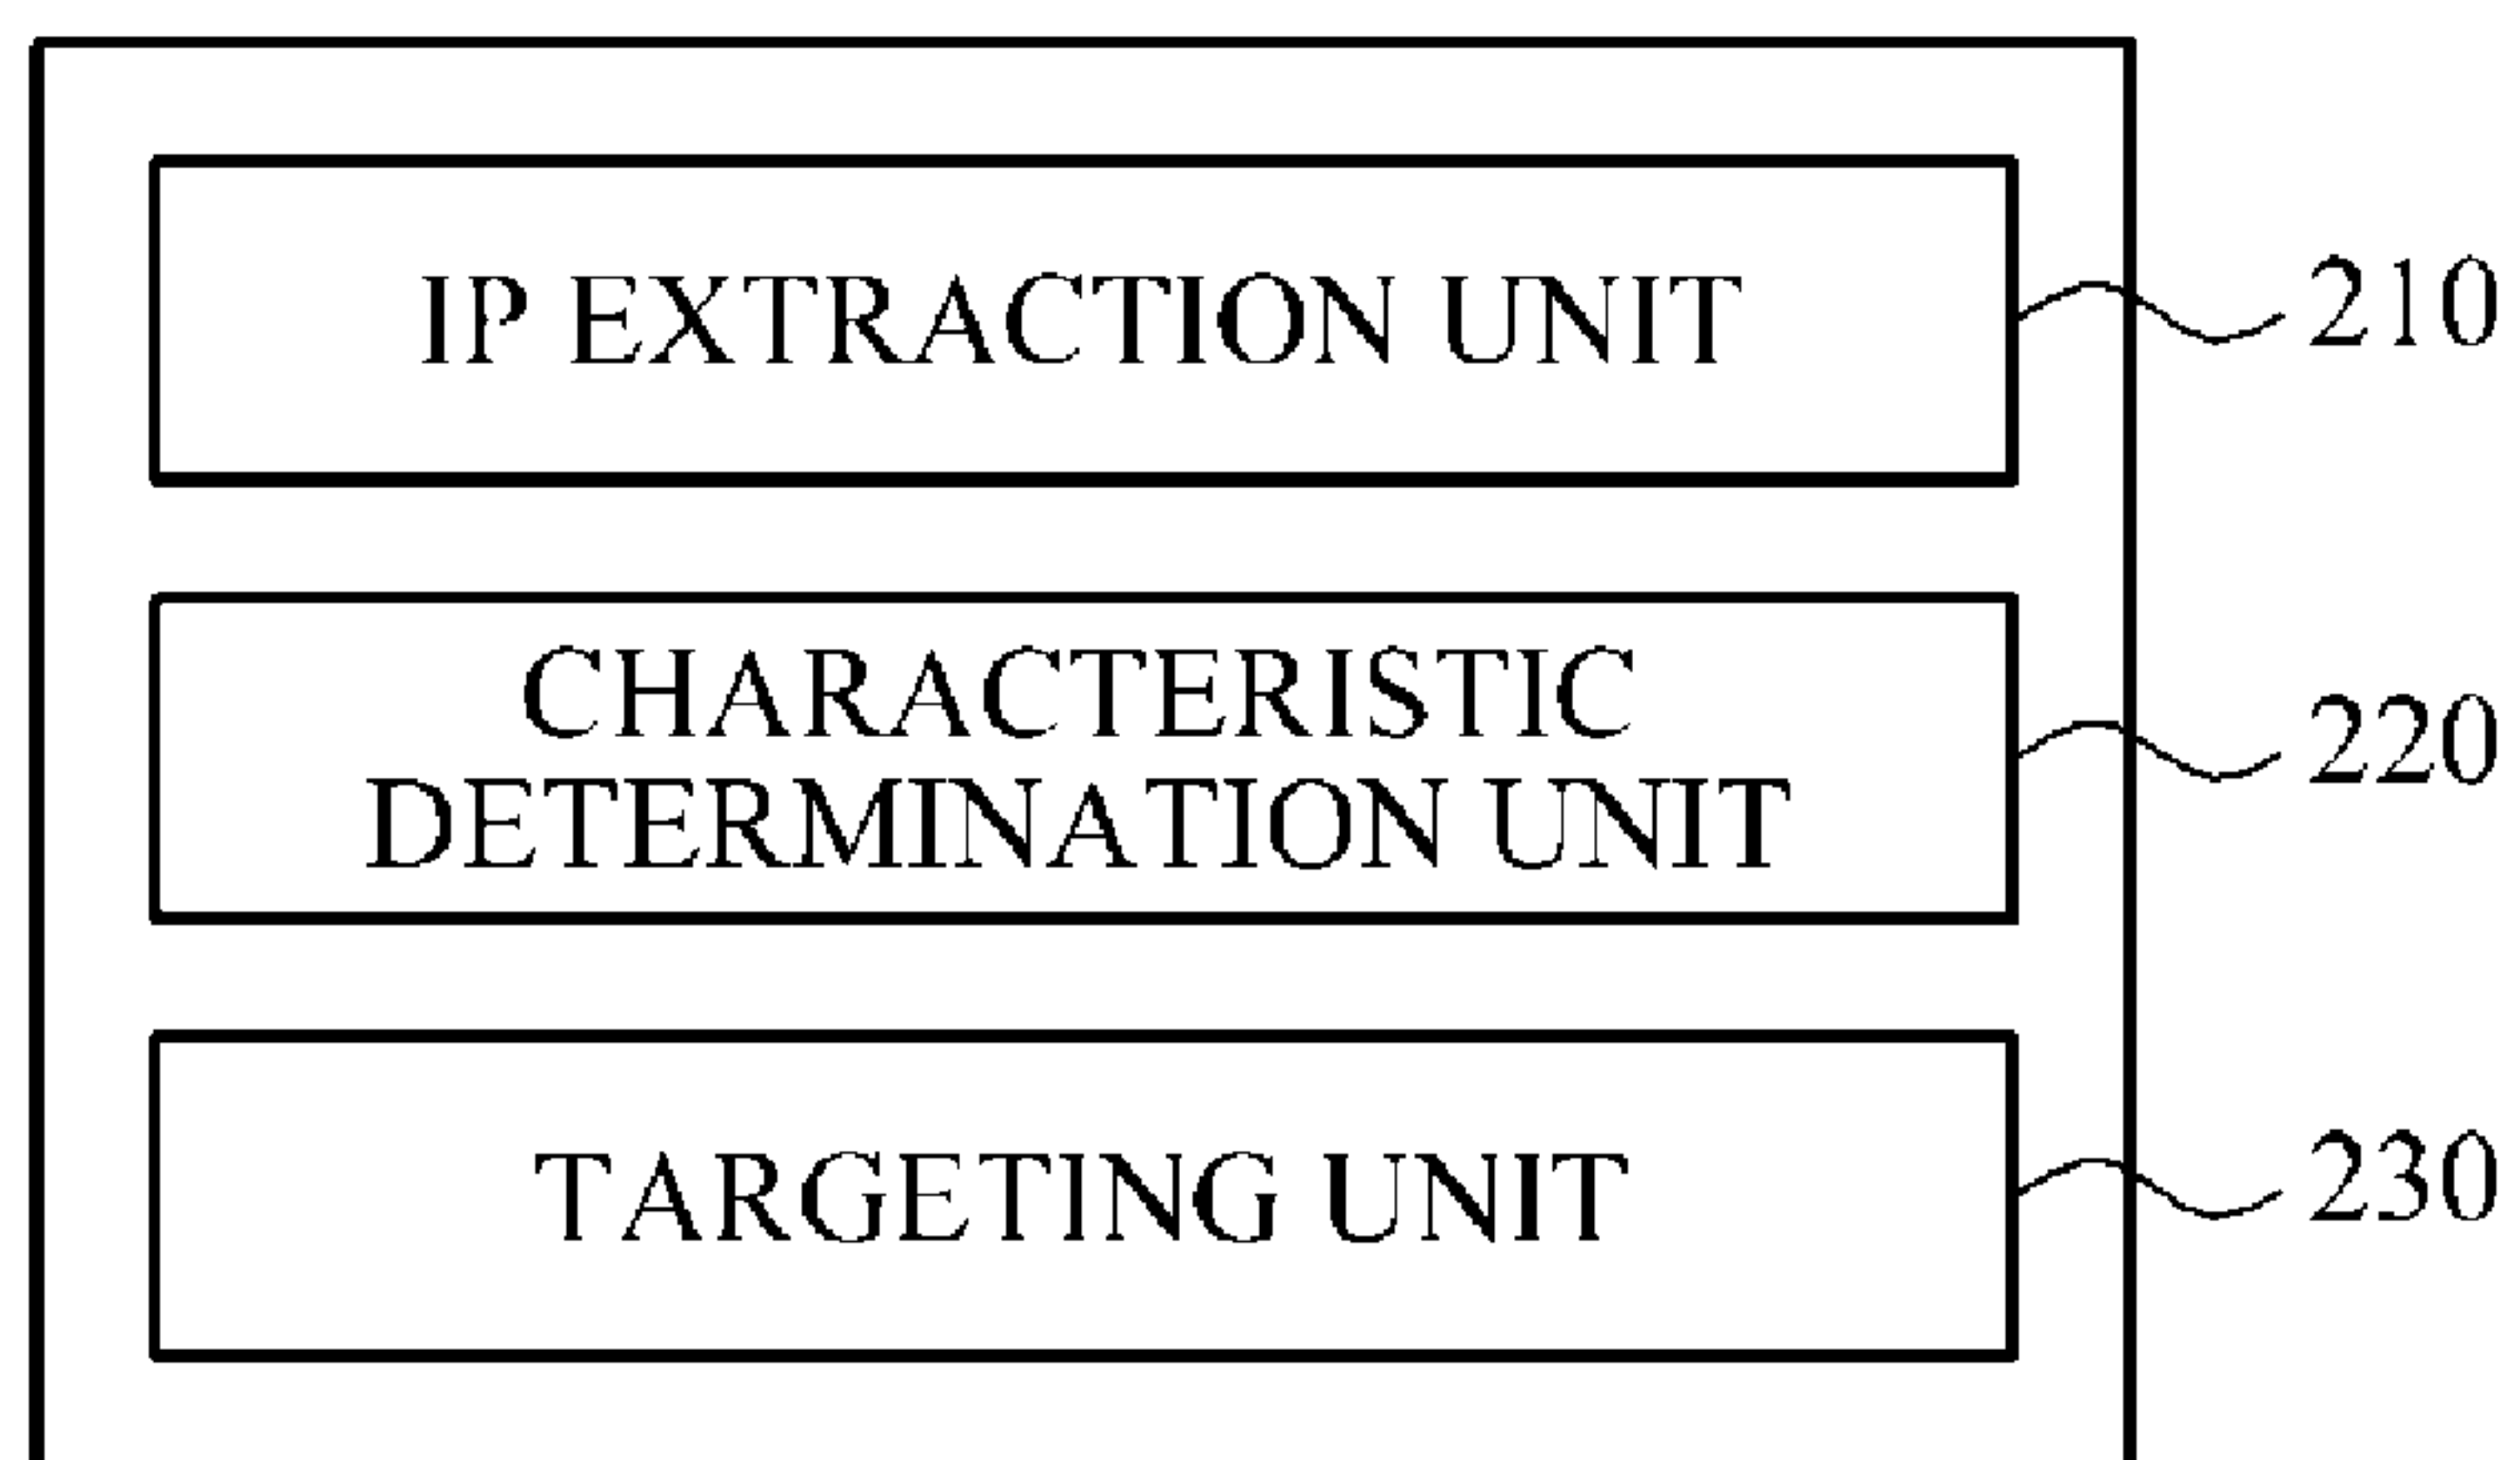 IP EXTRACTION UNIT
210
CHARACTERISTIC
DETERMINATION UNIT
220
TARGETING UNIT
230